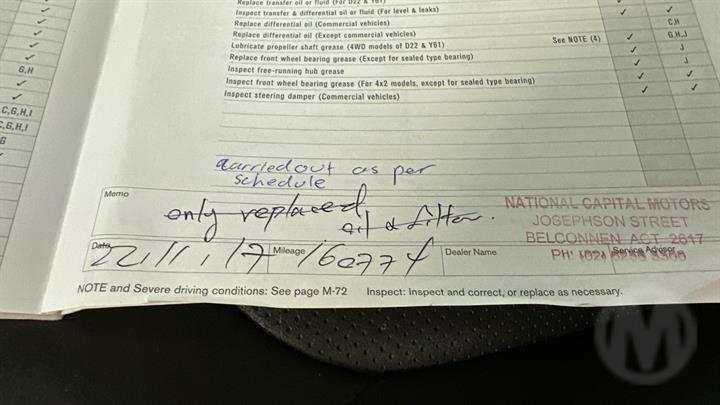 Replace transfer oil or fluid (For D22 & Y61)
Inspect transfer & differential oil or fluid (For level & leaks) ✓ ✓
Replace differential oil (Commercial vehicles) C,H
Replace differential oil (Except commercial vehicles) ✓ G,H,J
Lubricate propeller shaft grease (4WD models of D22 & Y61) See NOTE (4) ✓ J
Replace front wheel bearing grease (Except for sealed type bearing) ✓ J
Inspect free-running hub grease ✓ ✓
Inspect front wheel bearing grease (For 4x2 models, except for sealed type bearing) ✓ ✓
Inspect steering damper (Commercial vehicles)
✓
✓
✓
G,H
✓
✓
C,G,H,I
C,G,H,I
G
carried out as per
schedule
Memo
only replaced
oil & filter.
NATIONAL CAPITAL MOTORS
JOSEPHSON STREET
BELCONNEN ACT 2617
Date 22/11/17 Mileage 160774 Dealer Name Service Advisor
PH:
NOTE and Severe driving conditions: See page M-72 Inspect: Inspect and correct, or replace as necessary.
M